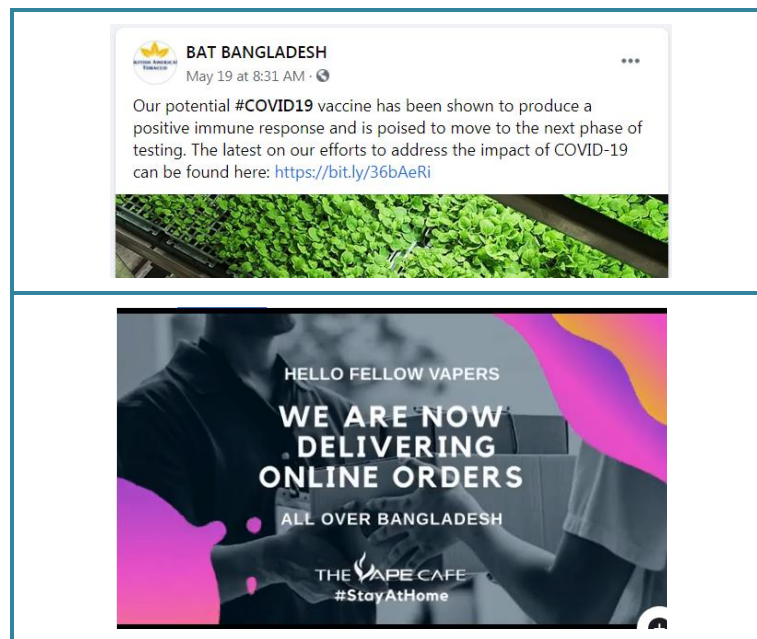 BAT BANGLADESH
BRITISH AMERICAN
TOBACCO
May 19 at 8:31 AM ·
Our potential #COVID19 vaccine has been shown to produce a
positive immune response and is poised to move to the next phase of
testing. The latest on our efforts to address the impact of COVID-19
can be found here: https://bit.ly/36bAeRi
HELLO FELLOW VAPERS
WE ARE NOW
DELIVERING
ONLINE ORDERS
ALL OVER BANGLADESH
THE VAPE CAFE
#StayAtHome